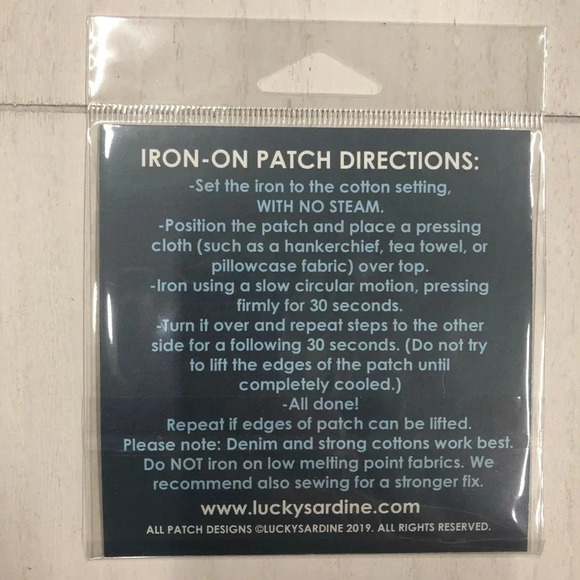 IRON-ON PATCH DIRECTIONS:
-Set the iron to the cotton setting,
WITH NO STEAM.
-Position the patch and place a pressing
cloth (such as a hankerchief, tea towel, or
pillowcase fabric) over top.
-Iron using a slow circular motion, pressing
firmly for 30 seconds.
-Turn it over and repeat steps to the other
side for a following 30 seconds. (Do not try
to lift the edges of the patch until
completely cooled.)
-All done!
Repeat if edges of patch can be lifted.
Please note: Denim and strong cottons work best.
Do NOT iron on low melting point fabrics. We
recommend also sewing for a stronger fix.
www.luckysardine.com
ALL PATCH DESIGNS ©LUCKYSARDINE 2019. ALL RIGHTS RESERVED.